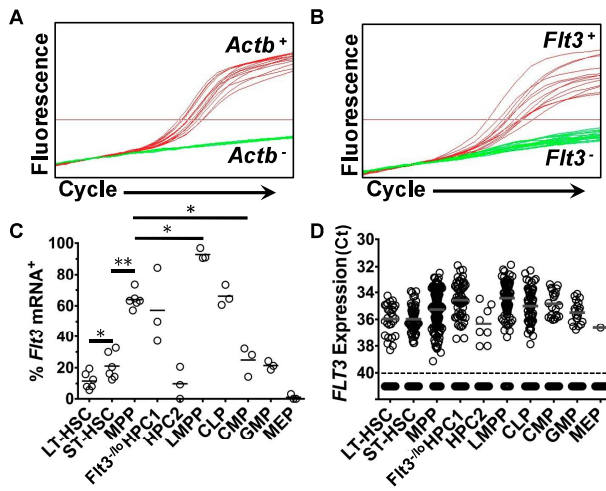 A
Fluorescence
Actb +
Actb -
Cycle
B
Fluorescence
Flt3 +
Flt3 -
Cycle
C
% Flt3 mRNA+
100
80
60
40
20
0
*
**
*
*
LT-HSC
ST-HSC
MPP
Flt3-/lo HPC1
HPC2
LMPP
CLP
CMP
GMP
MEP
D
FLT3 Expression (Ct)
30
32
34
36
38
40
LT-HSC
ST-HSC
MPP
Flt3-/lo HPC1
HPC2
LMPP
CLP
CMP
GMP
MEP